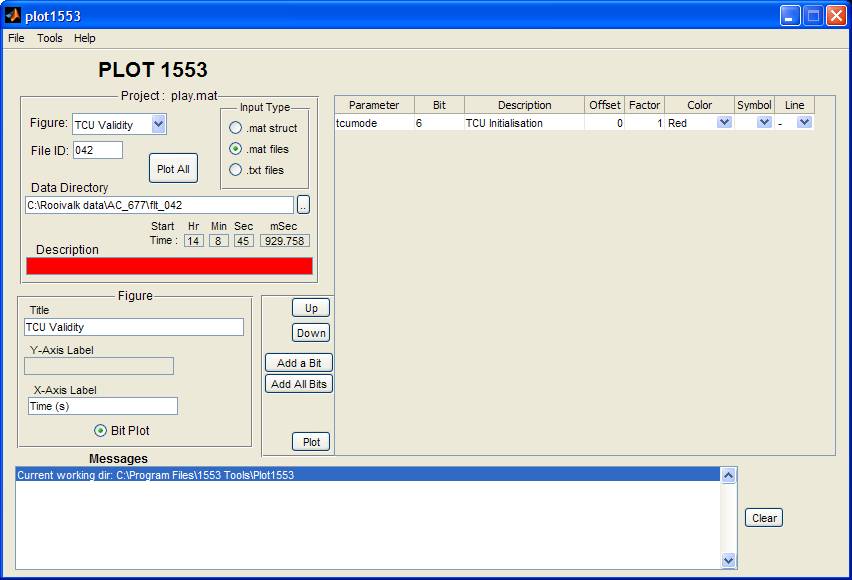 plot1553
File Tools Help
PLOT 1553
Project : play.mat
Figure: TCU Validity
File ID: 042
Plot All
Input Type
.mat struct
.mat files
.txt files
Data Directory
C:\Rooivalk data\AC_677\flt_042
..
Start Hr Min Sec mSec
Time : 14 8 45 929.758
Description
Parameter Bit Description Offset Factor Color Symbol Line
tcumode 6 TCU Initialisation 0 1 Red -
Figure
Title
TCU Validity
Y-Axis Label
X-Axis Label
Time (s)
Bit Plot
Up
Down
Add a Bit
Add All Bits
Plot
Messages
Current working dir: C:\Program Files\1553 Tools\Plot1553
Clear